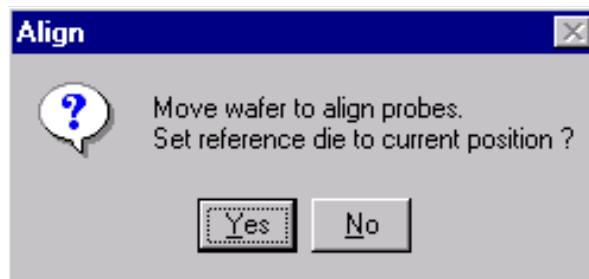 Align
Move wafer to align probes.
Set reference die to current position ?
Yes No